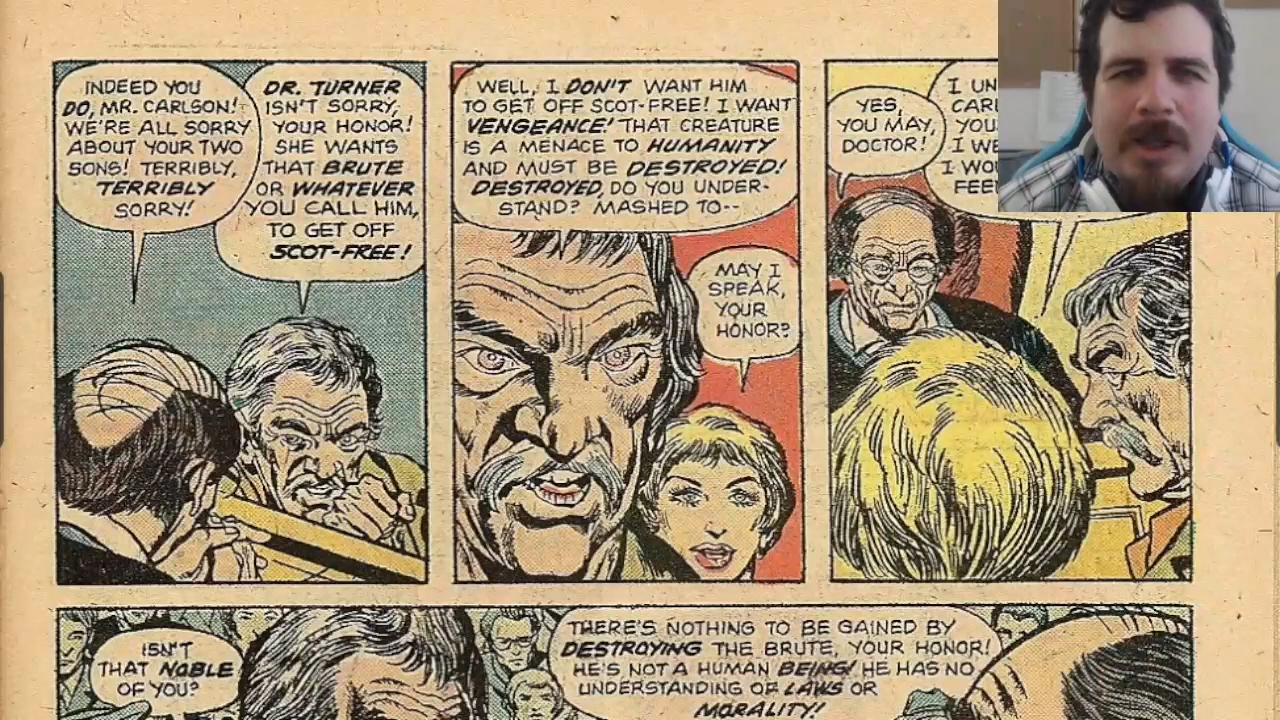 INDEED YOU
DO, MR. CARLSON!
WE'RE ALL SORRY
ABOUT YOUR TWO
SONS! TERRIBLY,
TERRIBLY
SORRY!
DR. TURNER
ISN'T SORRY,
YOUR HONOR!
SHE WANTS
THAT BRUTE
OR WHATEVER
YOU CALL HIM,
TO GET OFF
SCOT-FREE!
WELL, I DON'T WANT HIM
TO GET OFF SCOT-FREE! I WANT
VENGEANCE! THAT CREATURE
IS A MENACE TO HUMANITY
AND MUST BE DESTROYED!
DESTROYED, DO YOU UNDER-
STAND? MASHED TO--
MAY I
SPEAK,
YOUR
HONOR?
YES,
YOU MAY,
DOCTOR!
I
ISN'T
THAT NOBLE
OF YOU?
THERE'S NOTHING TO BE GAINED BY
DESTROYING THE BRUTE, YOUR HONOR!
HE'S NOT A HUMAN BEING! HE HAS NO
UNDERSTANDING OF LAWS OR
MORALITY!